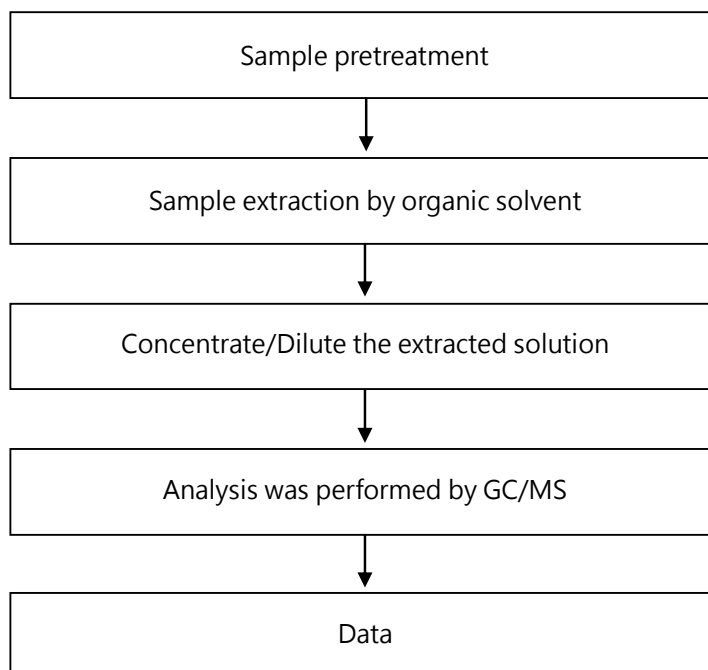 Sample pretreatment
Sample extraction by organic solvent
Concentrate/Dilute the extracted solution
Analysis was performed by GC/MS
Data